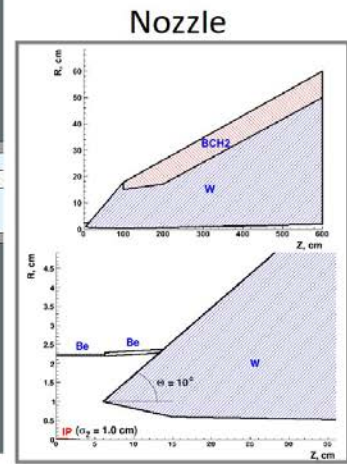 Nozzle
R, cm
60
50
40
30
20
10
0
BCH2
W
0 100 200 300 400 500 600
Z, cm
R, cm
4.5
4
3.5
3
2.5
2
1.5
1
0.5
0
Be Be
W
Θ = 10°
IP (σz = 1.0 cm)
0 5 10 15 20 25 30 35
Z, cm